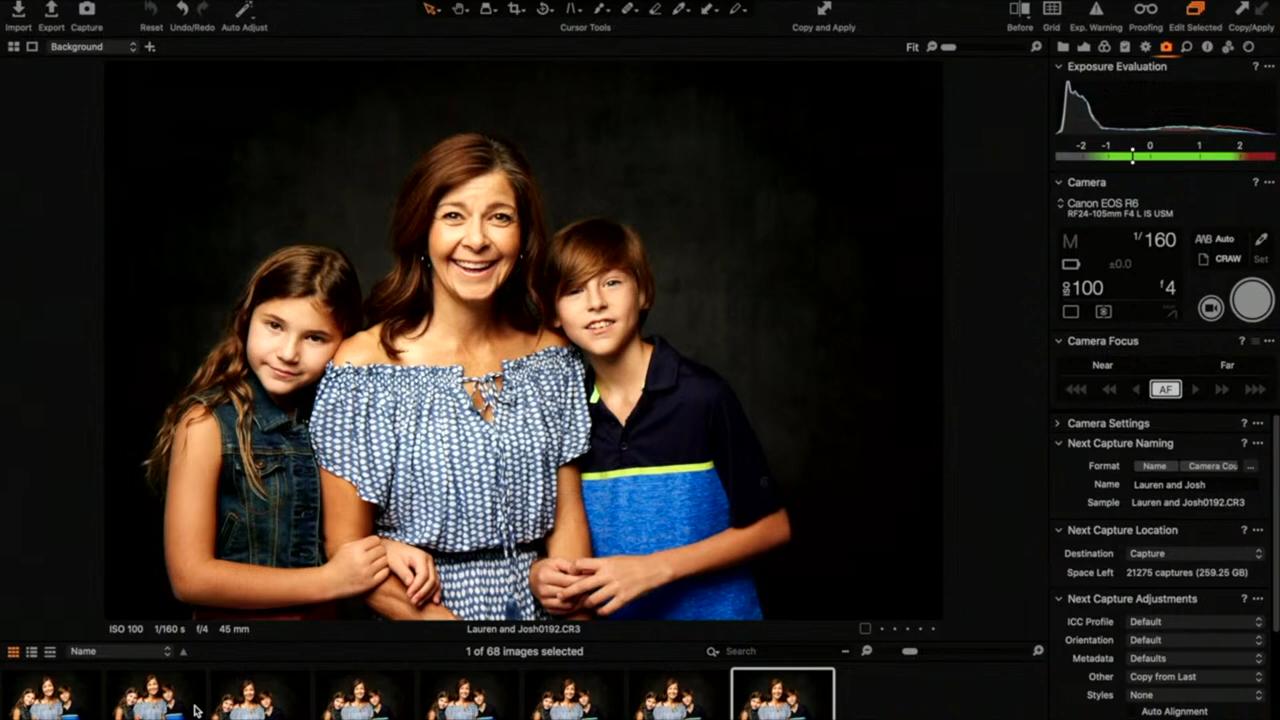 Import Export Capture Reset Undo/Redo Auto Adjust Cursor Tools Copy and Apply Before Grid Exp. Warning Proofing Edit Selected Copy/Apply
Background Fit
Exposure Evaluation ?
-2 -1 0 1 2
Camera ?
Canon EOS R6
RF24-105mm F4 L IS USM
M 1/160 AWB Auto
±0.0 CRAW Set
ISO 100 f4
Camera Focus ?
Near Far
AF
Camera Settings ?
Next Capture Naming ?
Format Name Camera Cou ...
Name Lauren and Josh
Sample Lauren and Josh0192.CR3
Next Capture Location ?
Destination Capture
Space Left 21275 captures (259.25 GB)
Next Capture Adjustments ?
ICC Profile Default
Orientation Default
Metadata Defaults
Other Copy from Last
Styles None
Auto Alignment
ISO 100 1/160 s f/4 45 mm Lauren and Josh0192.CR3
Name 1 of 68 images selected Search